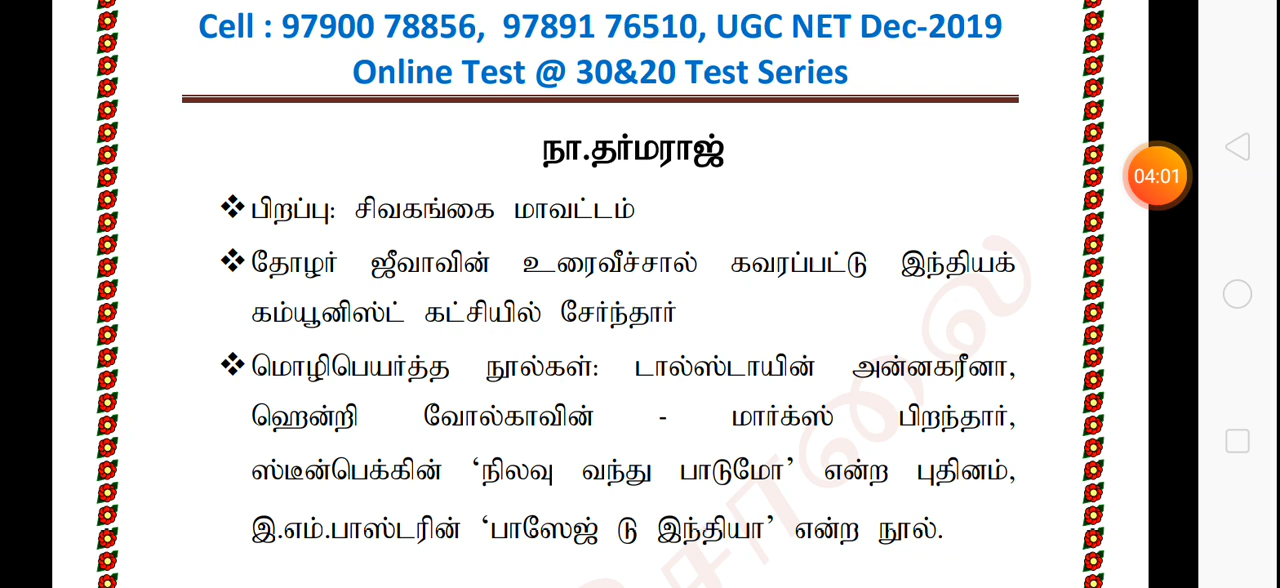 Cell : 97900 78856, 97891 76510, UGC NET Dec-2019
Online Test @ 30&20 Test Series
நா.தர்மராஜ்
04:01
❖ பிறப்பு: சிவகங்கை மாவட்டம்
❖ தோழர் ஜீவாவின் உரைவீச்சால் கவரப்பட்டு இந்தியக்
கம்யூனிஸ்ட் கட்சியில் சேர்ந்தார்
❖ மொழிபெயர்த்த நூல்கள்: டால்ஸ்டாயின் அன்னகரீனா,
ஹென்றி வோல்காவின் - மார்க்ஸ் பிறந்தார்,
ஸ்டீன்பெக்கின் ‘நிலவு வந்து பாடுமோ’ என்ற புதினம்,
இ.எம்.பாஸ்டரின் ‘பாஸேஜ் டு இந்தியா’ என்ற நூல்.